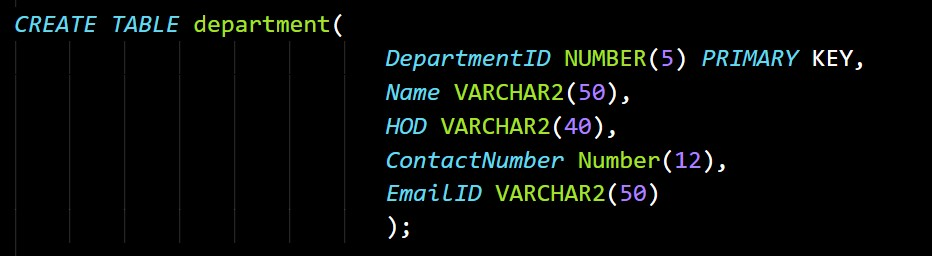 CREATE TABLE department(
DepartmentID NUMBER(5) PRIMARY KEY,
Name VARCHAR2(50),
HOD VARCHAR2(40),
ContactNumber Number(12),
EmailID VARCHAR2(50)
);